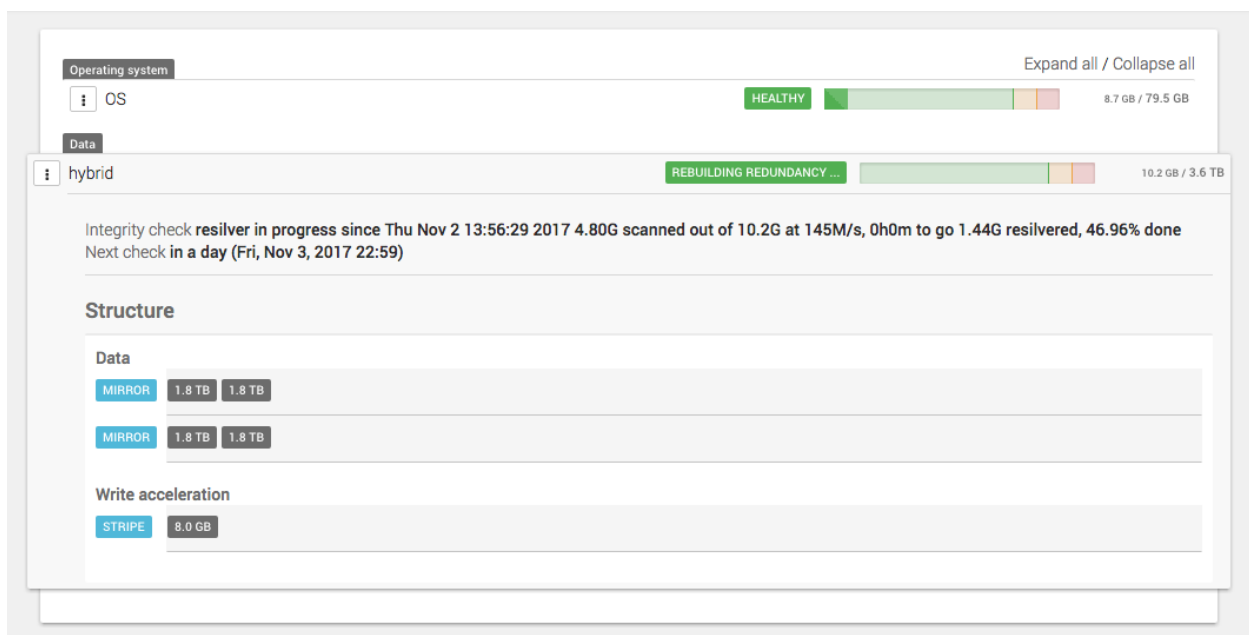 Operating system
Expand all / Collapse all
OS
HEALTHY
8.7 GB / 79.5 GB
Data
hybrid
REBUILDING REDUNDANCY ...
10.2 GB / 3.6 TB
Integrity check resilver in progress since Thu Nov 2 13:56:29 2017 4.80G scanned out of 10.2G at 145M/s, 0h0m to go 1.44G resilvered, 46.96% done
Next check in a day (Fri, Nov 3, 2017 22:59)
Structure
Data
MIRROR 1.8 TB 1.8 TB
MIRROR 1.8 TB 1.8 TB
Write acceleration
STRIPE 8.0 GB